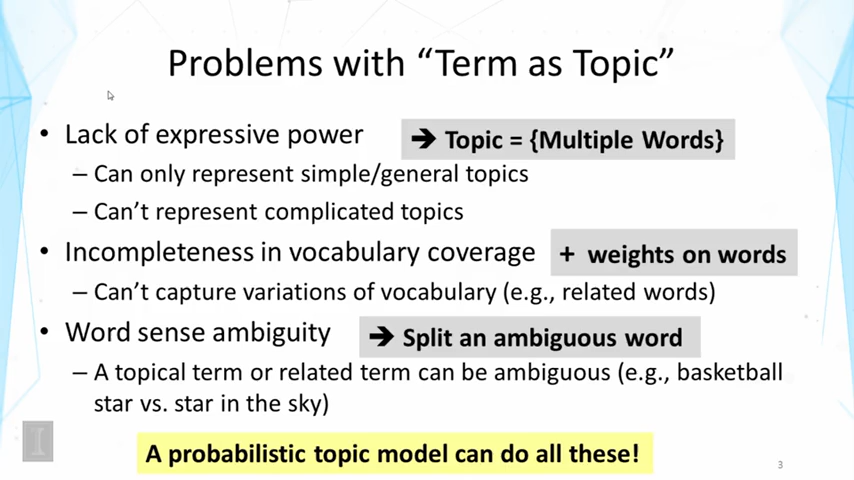 Problems with “Term as Topic”
• Lack of expressive power ➔ Topic = {Multiple Words}
– Can only represent simple/general topics
– Can’t represent complicated topics
• Incompleteness in vocabulary coverage + weights on words
– Can’t capture variations of vocabulary (e.g., related words)
• Word sense ambiguity ➔ Split an ambiguous word
– A topical term or related term can be ambiguous (e.g., basketball
star vs. star in the sky)
A probabilistic topic model can do all these!
I
3